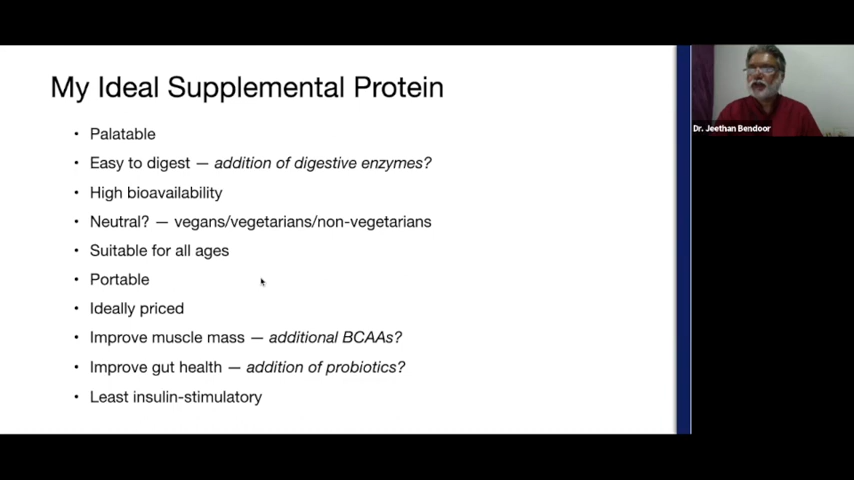 My Ideal Supplemental Protein
• Palatable
• Easy to digest — addition of digestive enzymes?
• High bioavailability
• Neutral? — vegans/vegetarians/non-vegetarians
• Suitable for all ages
• Portable
• Ideally priced
• Improve muscle mass — additional BCAAs?
• Improve gut health — addition of probiotics?
• Least insulin-stimulatory
Dr. Jeethan Bendoor